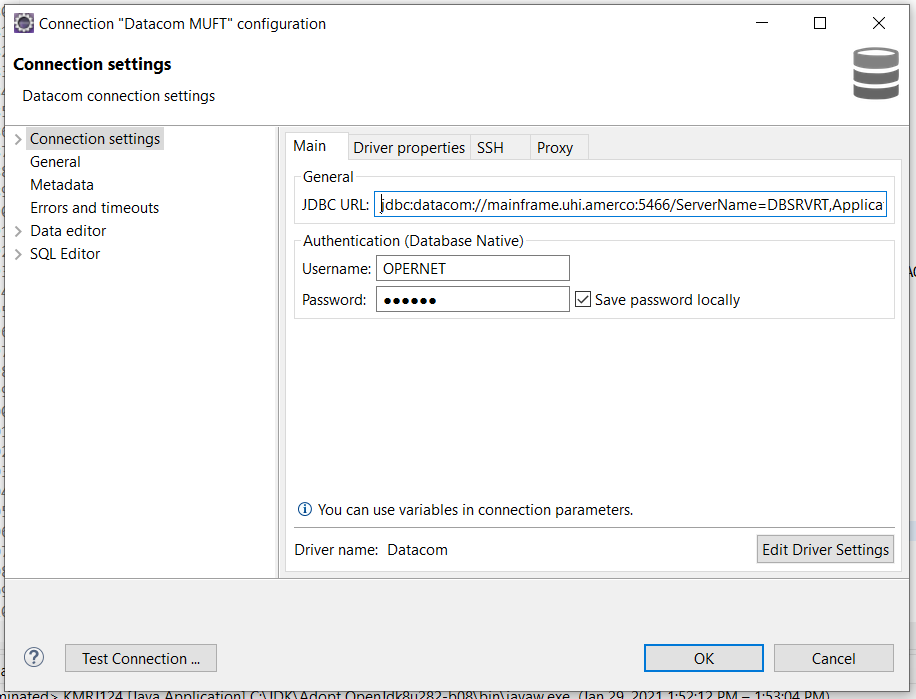 Connection "Datacom MUFT" configuration
Connection settings
Datacom connection settings
Connection settings
General
Metadata
Errors and timeouts
Data editor
SQL Editor
Main Driver properties SSH Proxy
General
JDBC URL: jdbc:datacom://mainframe.uhi.amerco:5466/ServerName=DBSRVRT,Applica
Authentication (Database Native)
Username: OPERNET
Password: ●●●●●● Save password locally
You can use variables in connection parameters.
Driver name: Datacom Edit Driver Settings
? Test Connection ... OK Cancel
minated> KMRJ124 [Java Application] C:\JDK\Adopt OpenJdk8u282-b08\bin\javaw.exe (Jan 29, 2021 1:52:12 PM – 1:53:04 PM)